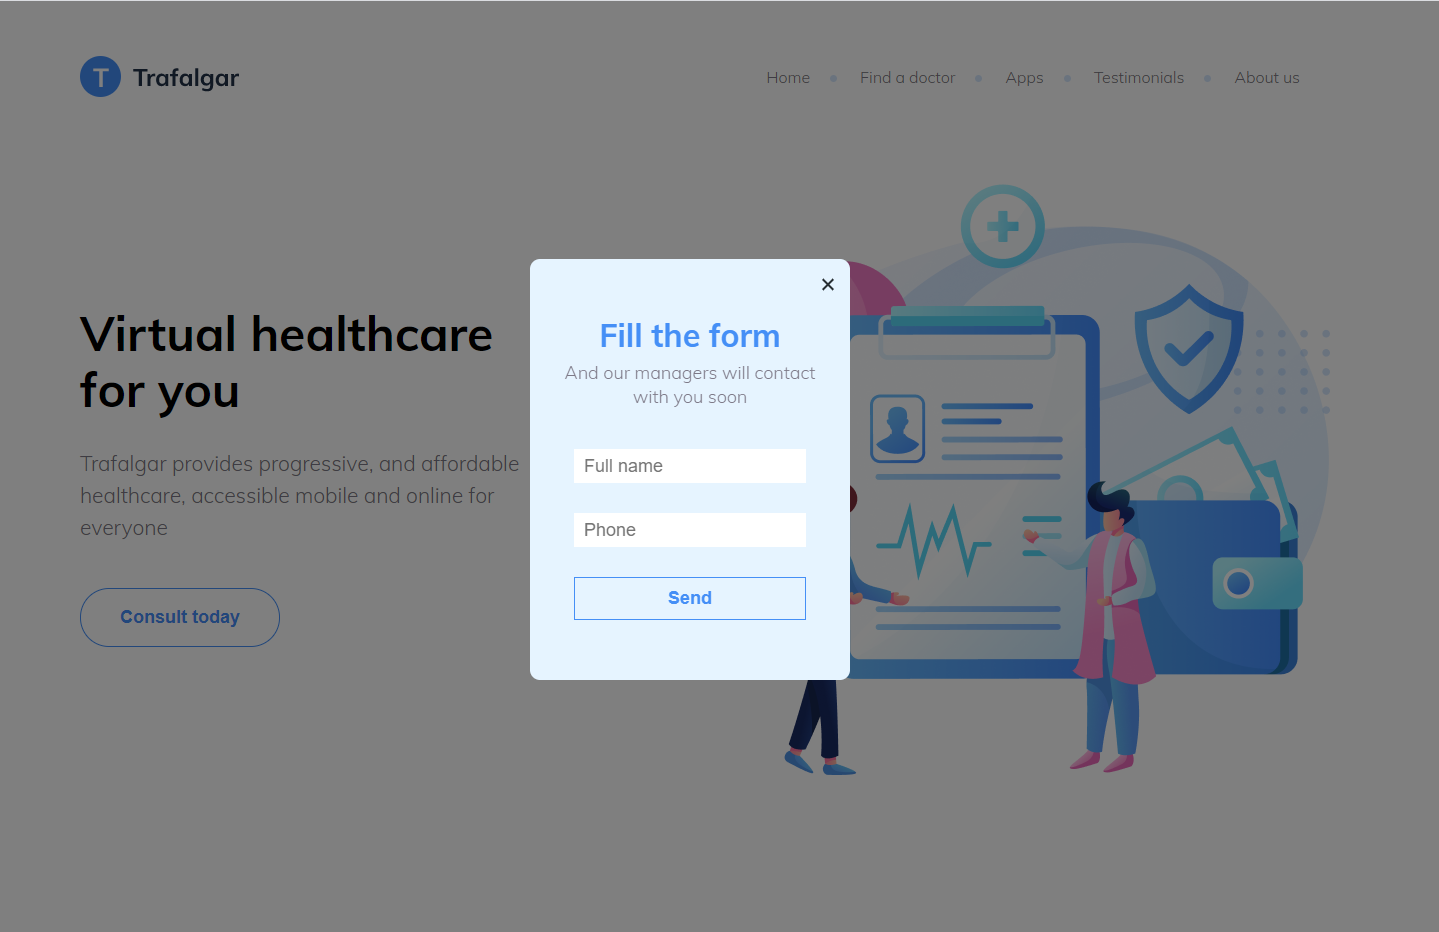 T Trafalgar
Home Find a doctor Apps Testimonials About us
Virtual healthcare
for you
Trafalgar provides progressive, and affordable
healthcare, accessible mobile and online for
everyone
Consult today
×
Fill the form
And our managers will contact
with you soon
Full name
Phone
Send